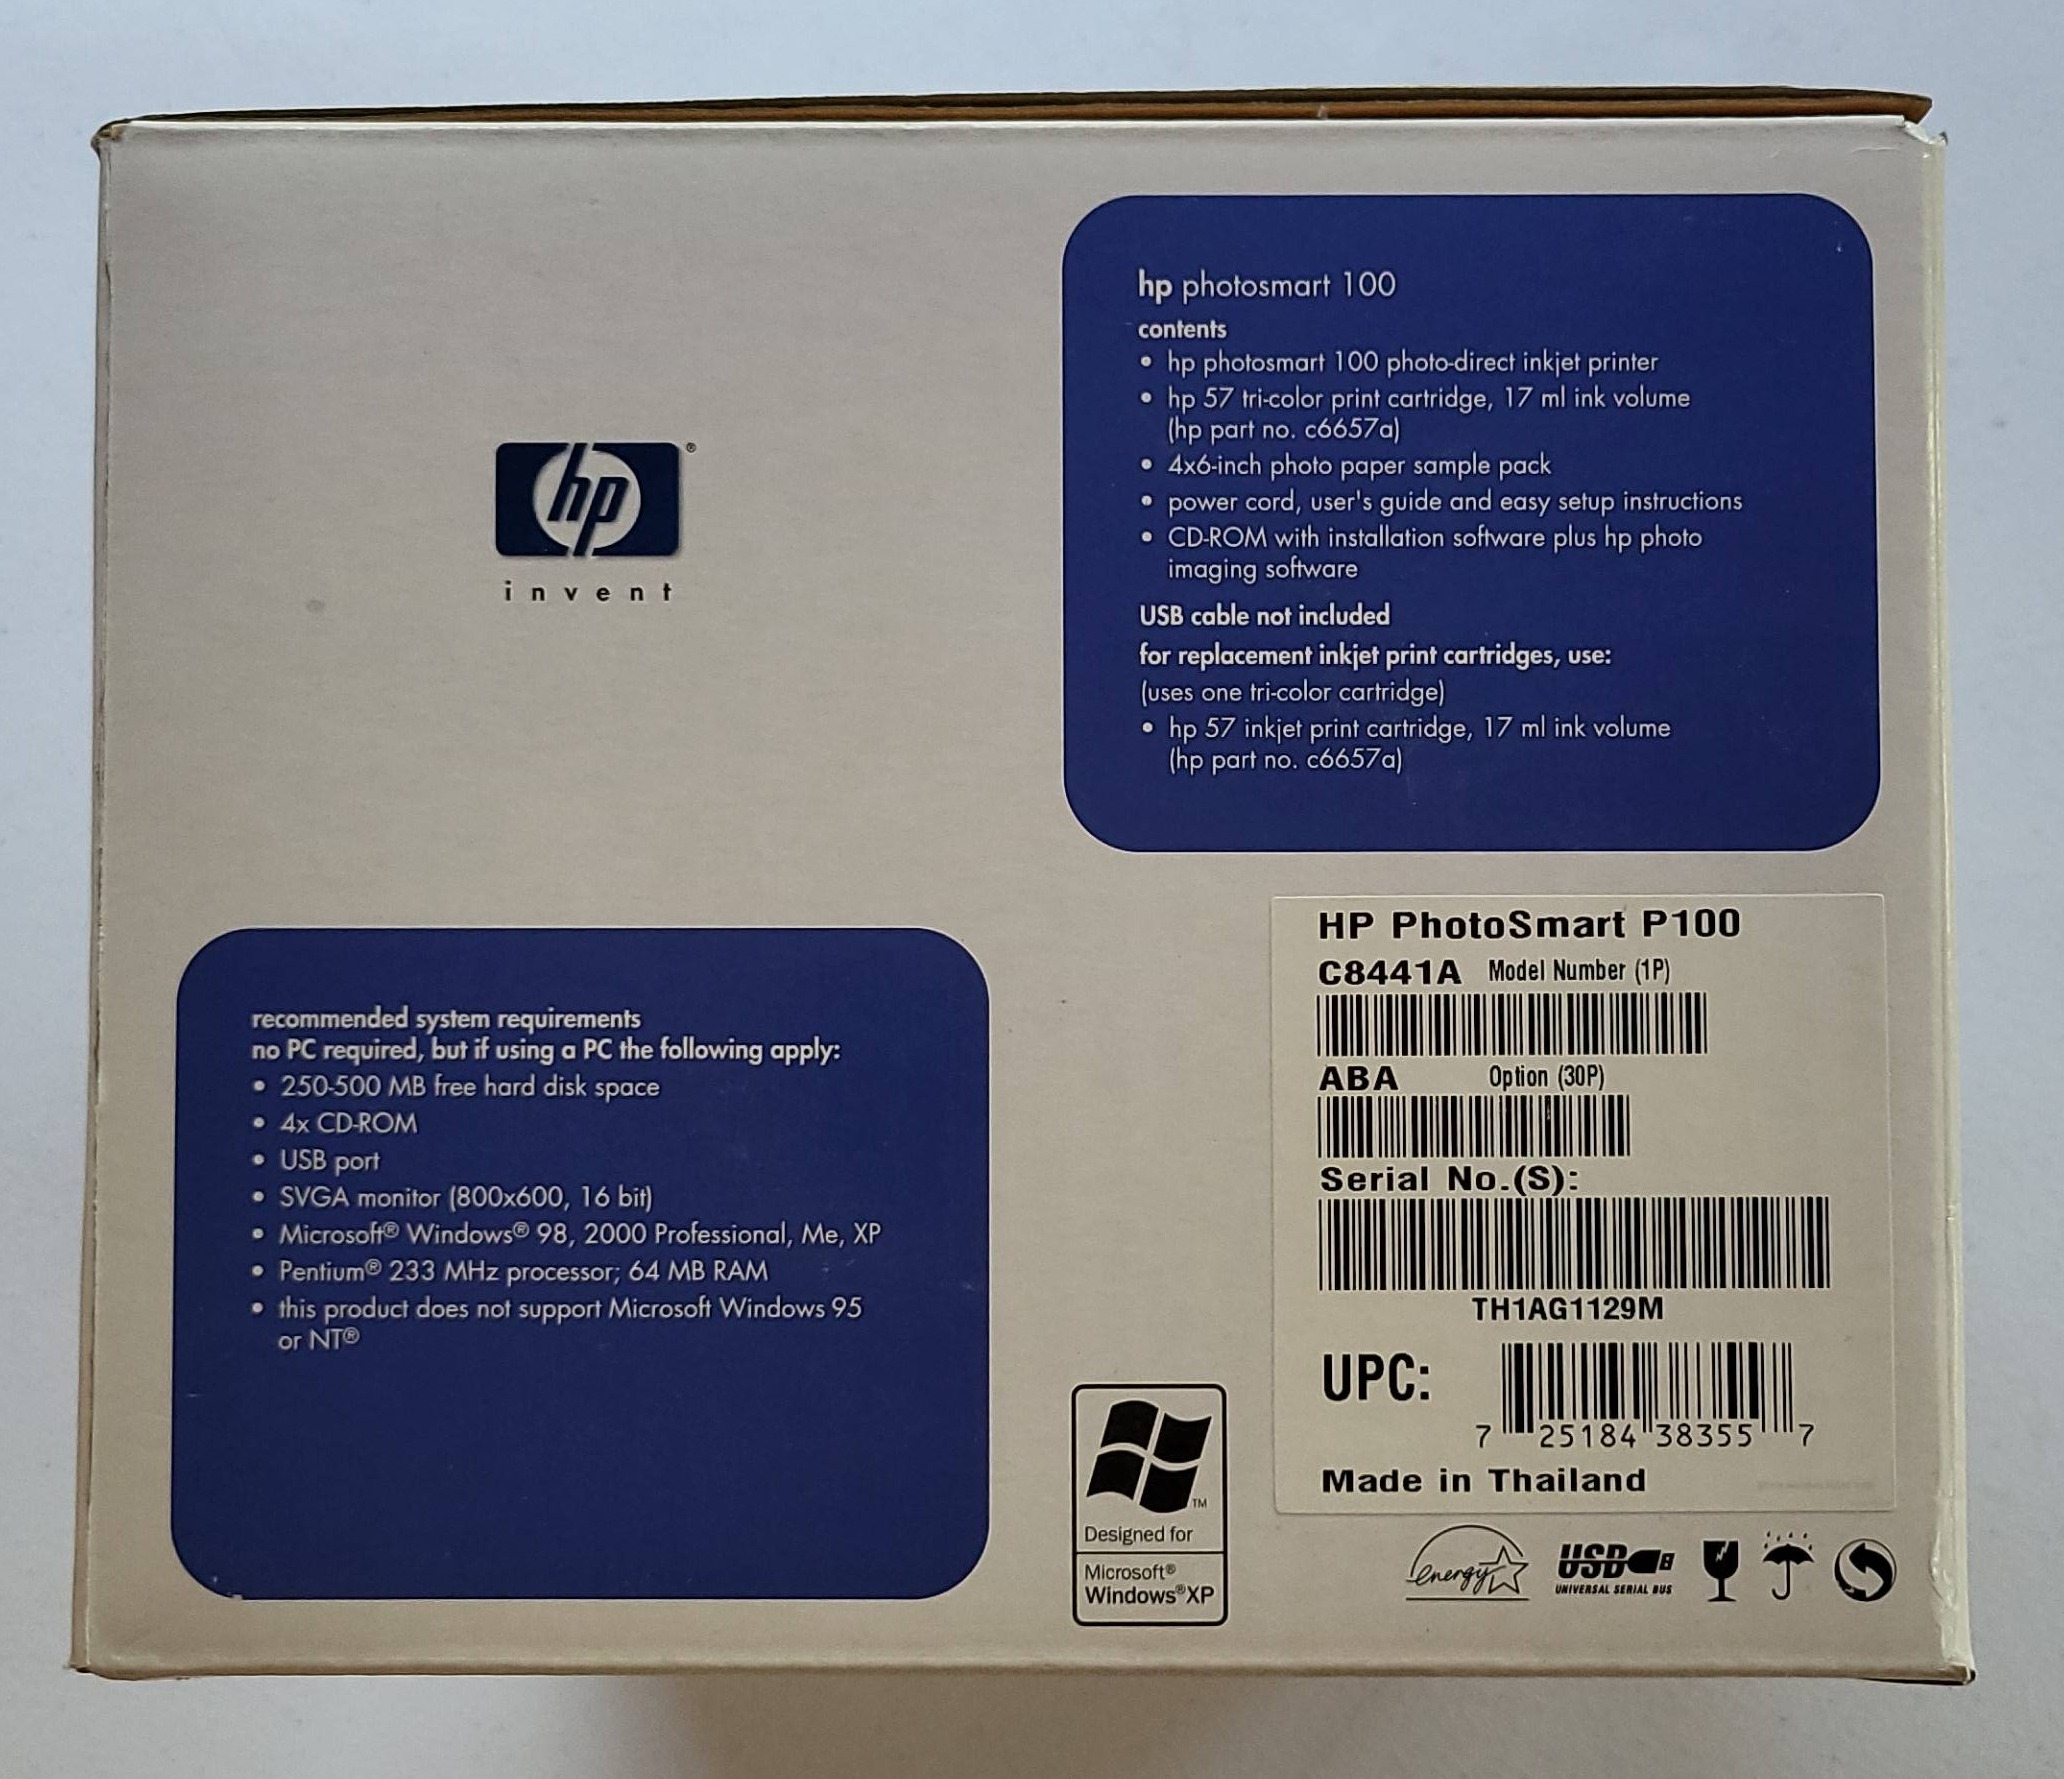 hp®
invent
hp photosmart 100
contents
• hp photosmart 100 photo-direct inkjet printer
• hp 57 tri-color print cartridge, 17 ml ink volume
(hp part no. c6657a)
• 4x6-inch photo paper sample pack
• power cord, user's guide and easy setup instructions
• CD-ROM with installation software plus hp photo
imaging software
USB cable not included
for replacement inkjet print cartridges, use:
(uses one tri-color cartridge)
• hp 57 inkjet print cartridge, 17 ml ink volume
(hp part no. c6657a)
recommended system requirements
no PC required, but if using a PC the following apply:
• 250-500 MB free hard disk space
• 4x CD-ROM
• USB port
• SVGA monitor (800x600, 16 bit)
• Microsoft® Windows® 98, 2000 Professional, Me, XP
• Pentium® 233 MHz processor; 64 MB RAM
• this product does not support Microsoft Windows 95
or NT®
HP PhotoSmart P100
C8441A Model Number (1P)
ABA Option (30P)
Serial No.(S):
TH1AG1129M
UPC:
7 25184 38355 7
Made in Thailand
TM
Designed for
Microsoft®
Windows®XP
energy
USB
UNIVERSAL SERIAL BUS